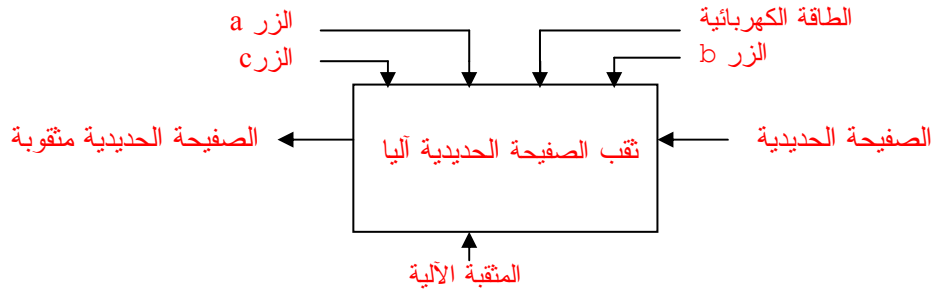 الطاقة الكهربائية
الزر a
الزر b
الزرc
الصفيحة الحديدية
ثقب الصفيحة الحديدية آليا
الصفيحة الحديدية مثقوبة
المثقبة الآلية